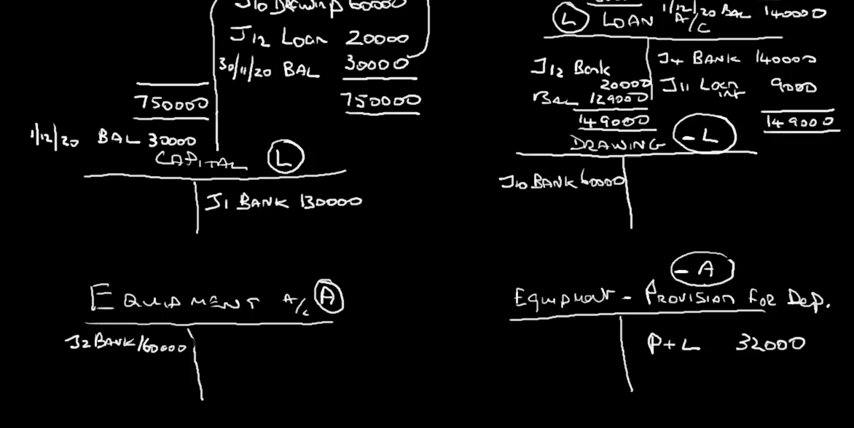 J10 Drawing 60000
J12 LOAN 20000
30/11/20 BAL 30000
750000
750000
1/12/20 BAL 30000
CAPITAL L
J1 BANK 130000
EQUIPMENT A/C A
J2 BANK 160000
L LOAN A/C 1/12/20 BAL 140000
J12 Bank 20000
BAL 129000
149000
J4 BANK 140000
J11 Loan int 9000
149000
DRAWING -L
J10 BANK 60000
-A
EQUIPMENT - PROVISION FOR Dep.
P+L 32000